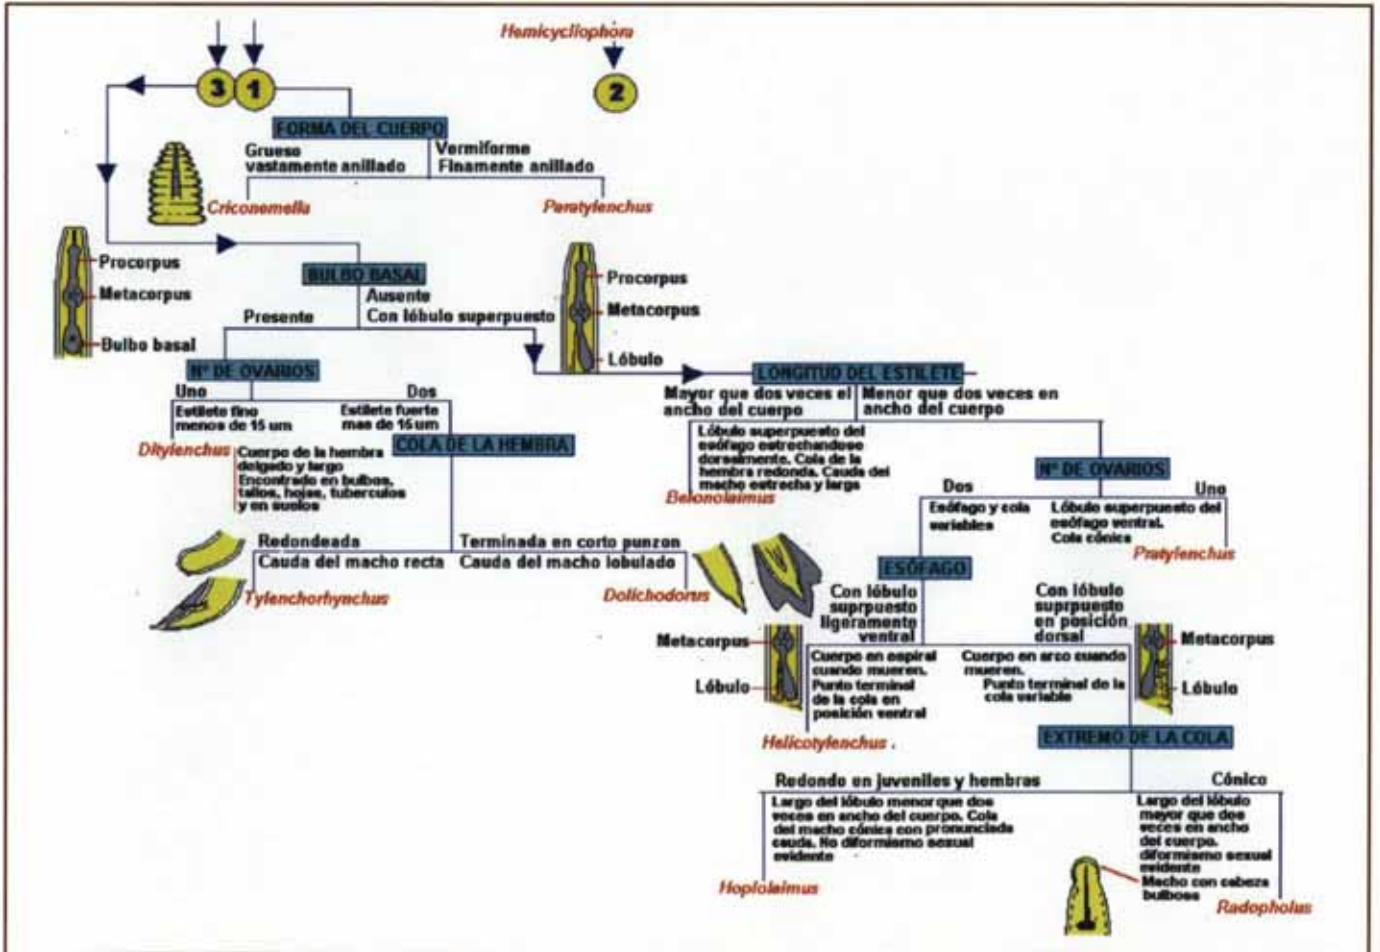 Hemicycliophora
3 1
2
FORMA DEL CUERPO
Grueso
vastamente anillado
Vermiforme
Finamente anillado
Criconemella
Paratylenchus
Procorpus
Metacorpus
Bulbo basal
BULBO BASAL
Presente
Ausente
Con lóbulo superpuesto
Procorpus
Metacorpus
Lóbulo
Nº DE OVARIOS
Uno
Estilete fino
menos de 15 um
Dos
Estilete fuerte
mas de 15 um
Ditylenchus
Cuerpo de la hembra
delgado y largo
Encontrado en bulbos,
tallos, hojas, tuberculos
y en suelos
COLA DE LA HEMBRA
Redondeada
Cauda del macho recta
Terminada en corto punzon
Cauda del macho lobulado
Tylenchorhynchus
Dolichodorus
LONGITUD DEL ESTILETE
Mayor que dos veces el
ancho del cuerpo
Menor que dos veces en
ancho del cuerpo
Lóbulo superpuesto del
esófago estrechandose
dorsalmente. Cola de la
hembra redonda. Cauda del
macho estrecha y larga
Belonolaimus
Nº DE OVARIOS
Dos
Esófago y cola
variables
Uno
Lóbulo superpuesto del
esófago ventral.
Cola cónica
Pratylenchus
ESÓFAGO
Con lóbulo
suprpuesto
ligeramento
ventral
Con lóbulo
suprpuesto
en posición
dorsal
Metacorpus
Lóbulo
Cuerpo en espiral
cuando mueren.
Punto terminal
de la cola en
posición ventral
Cuerpo en arco cuando
mueren.
Punto terminal de la
cola variable
Metacorpus
Lóbulo
Helicotylenchus .
EXTREMO DE LA COLA
Redondo en juveniles y hembras
Largo del lóbulo menor que dos
veces en ancho del cuerpo. Cola
del macho cónica con pronunciada
cauda. No diformismo sexual
evidente
Cónico
Largo del lóbulo
mayor que dos
veces en ancho
del cuerpo.
diformismo sexual
evidente
Macho con cabeza
bulbosa
Hoplolaimus
Radopholus